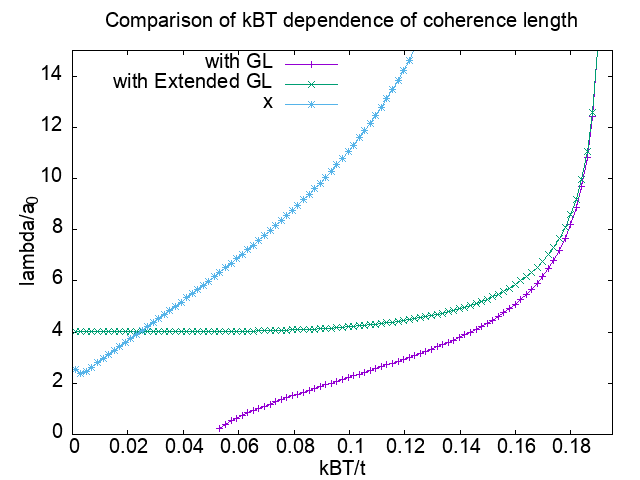 Comparison of kBT dependence of coherence length
with GL
with Extended GL
x
14
12
10
8
6
4
2
0
lambda/a0
0 0.02 0.04 0.06 0.08 0.1 0.12 0.14 0.16 0.18
kBT/t